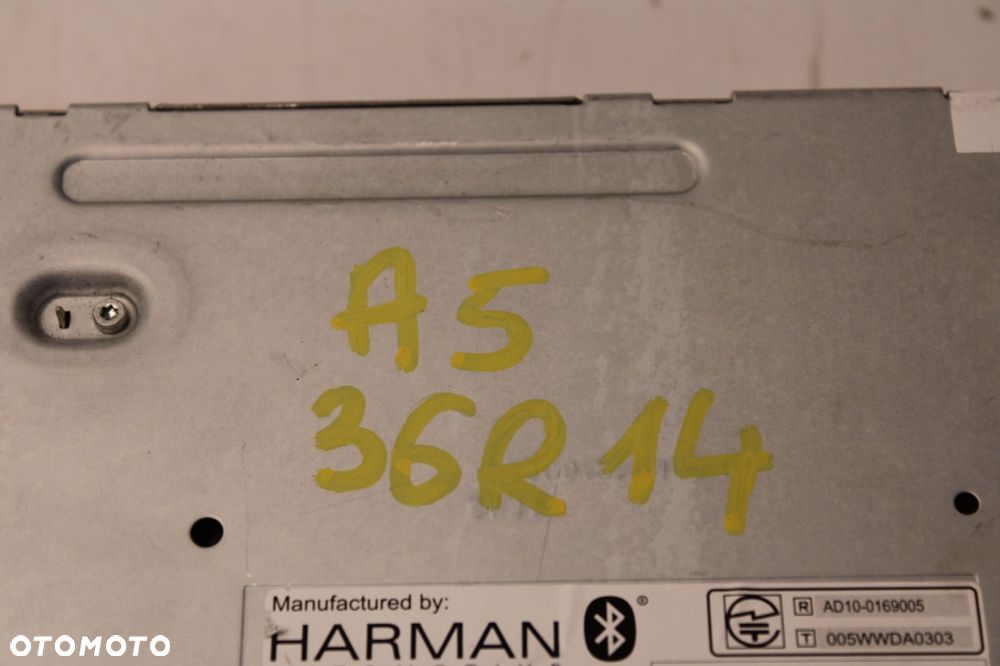 A5
36R14
Manufactured by:
HARMAN
R AD10-0169005
T 005WWDA0303
OTOMOTO